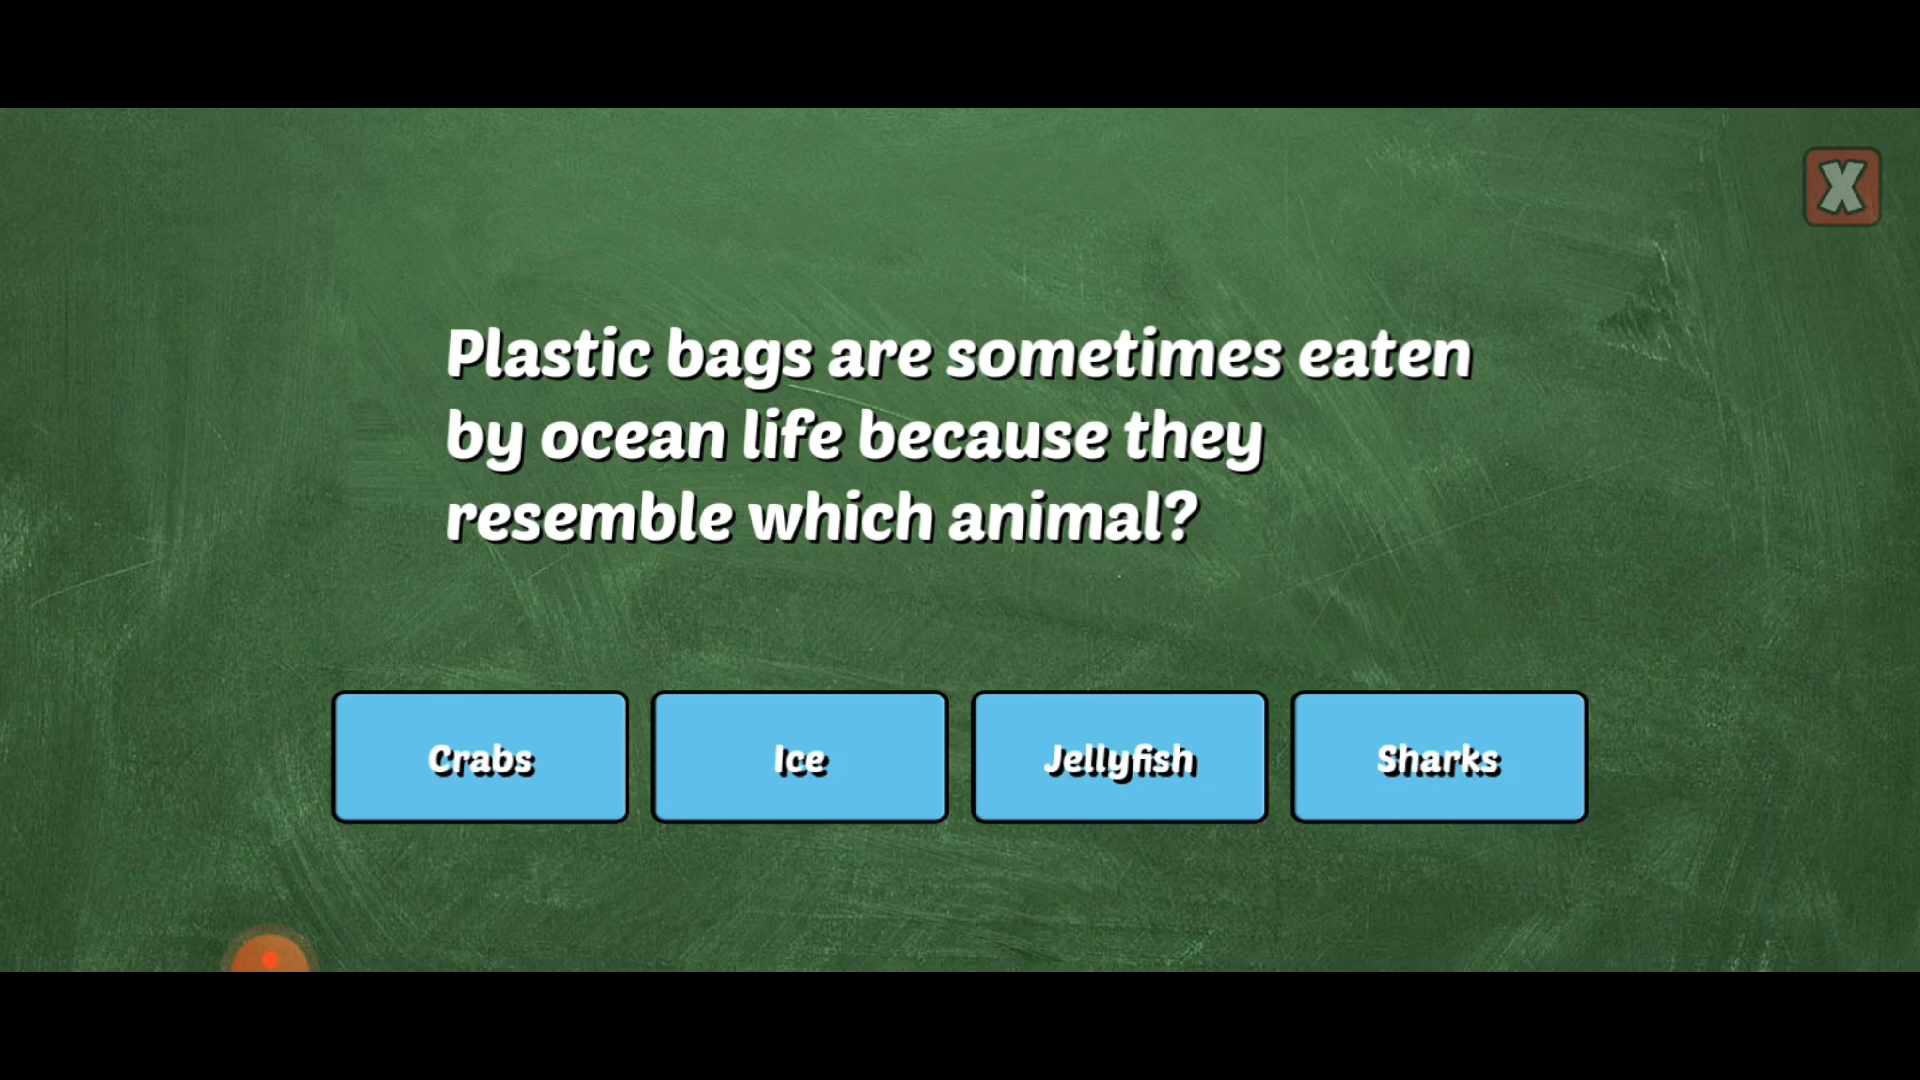 X
Plastic bags are sometimes eaten
by ocean life because they
resemble which animal?
Crabs
Ice
Jellyfish
Sharks